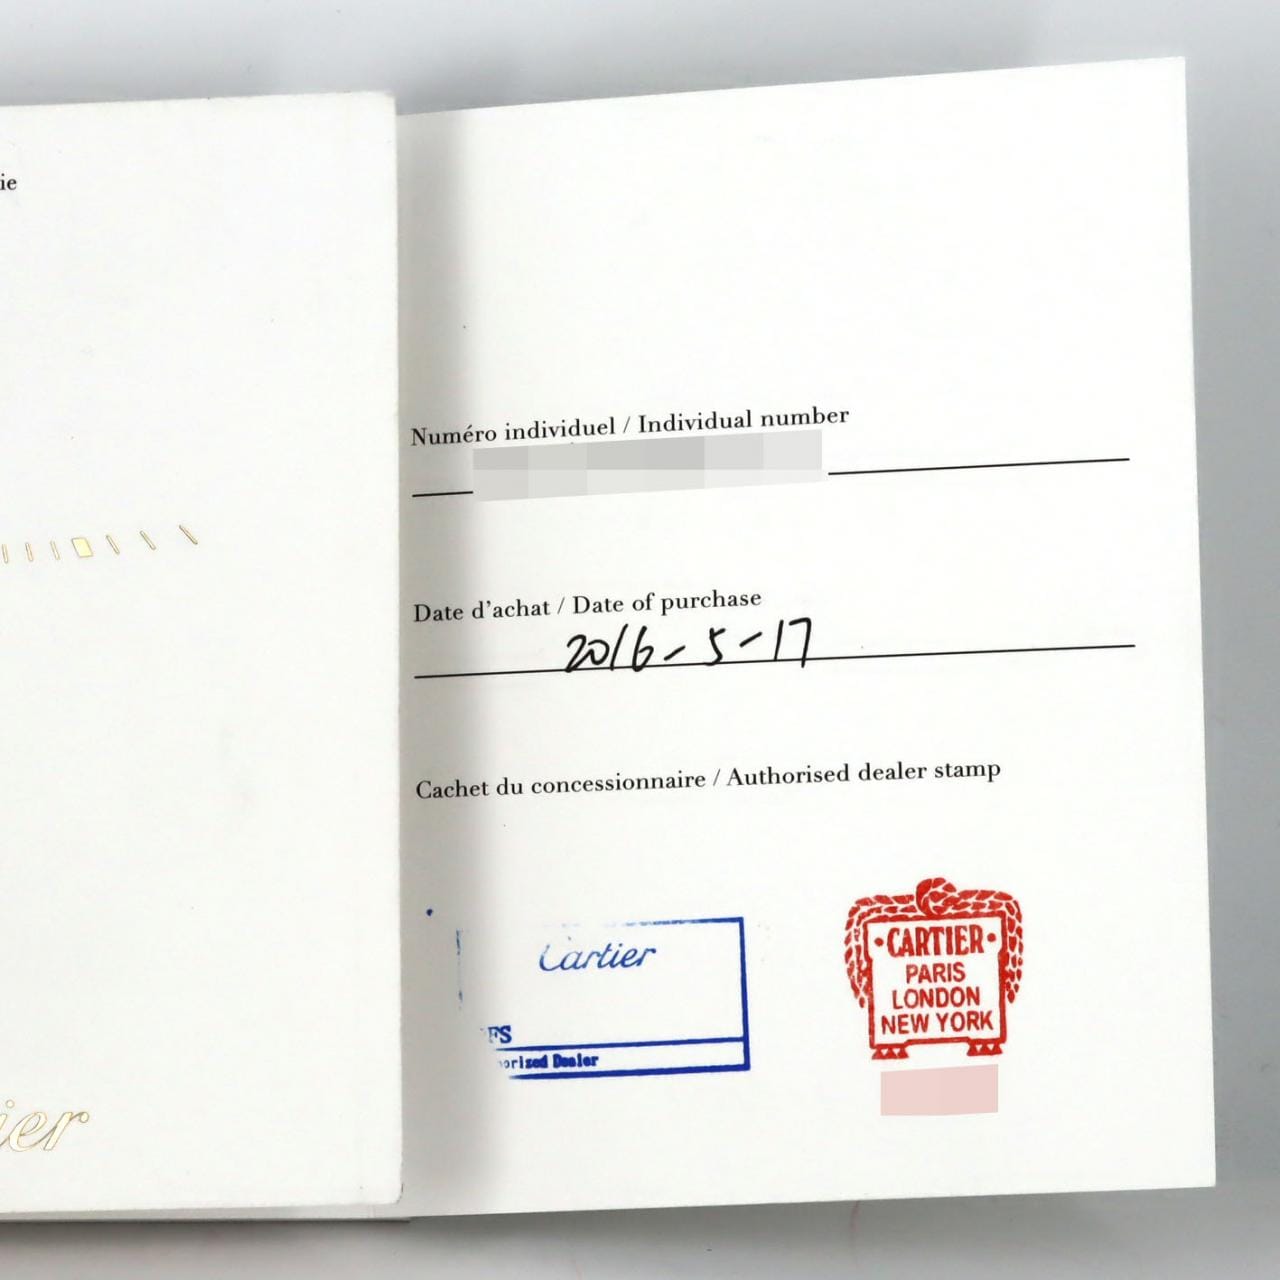 ie
ier
Numéro individuel / Individual number
Date d'achat / Date of purchase
2016-5-17
Cachet du concessionnaire / Authorised dealer stamp
Cartier
FS
orized Dealer
CARTIER
PARIS
LONDON
NEW YORK